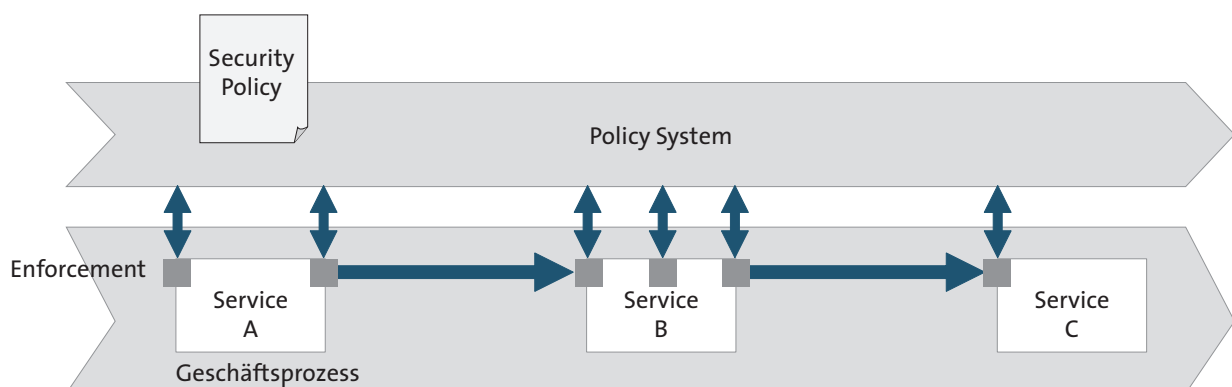 Security
Policy
Policy System
Enforcement
Service
A
Service
B
Service
C
Geschäftsprozess